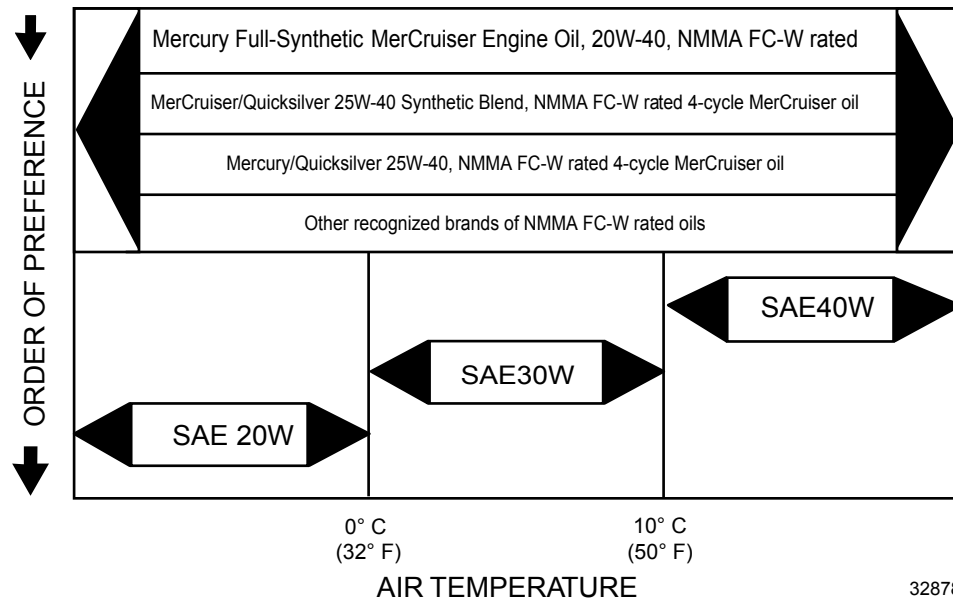 ORDER OF PREFERENCE
Mercury Full-Synthetic MerCruiser Engine Oil, 20W-40, NMMA FC-W rated
MerCruiser/Quicksilver 25W-40 Synthetic Blend, NMMA FC-W rated 4-cycle MerCruiser oil
Mercury/Quicksilver 25W-40, NMMA FC-W rated 4-cycle MerCruiser oil
Other recognized brands of NMMA FC-W rated oils
SAE40W
SAE30W
SAE 20W
0° C
(32° F)
10° C
(50° F)
AIR TEMPERATURE
32878